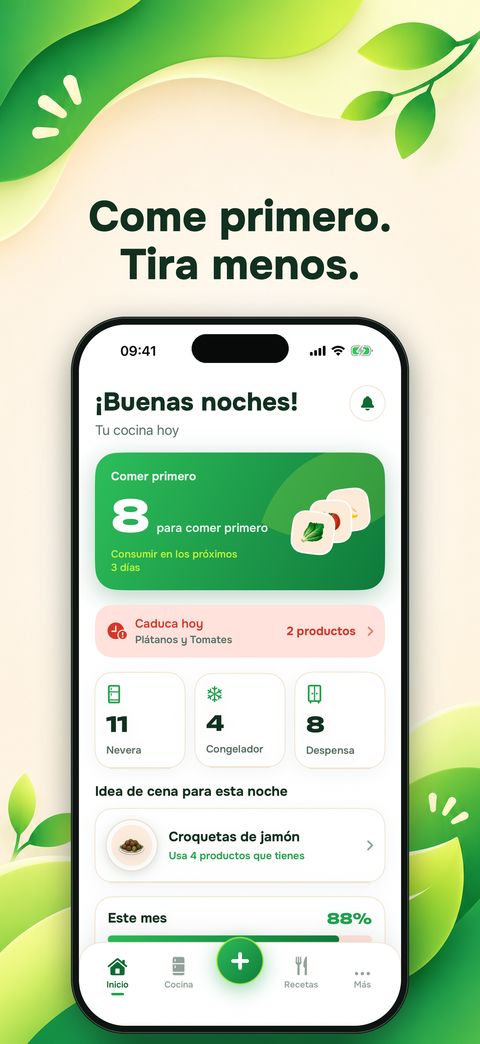 Come primero.
Tira menos.
09:41
¡Buenas noches!
Tu cocina hoy
Comer primero
8 para comer primero
Consumir en los próximos
3 días
Caduca hoy
Plátanos y Tomates
2 productos
11
Nevera
4
Congelador
8
Despensa
Idea de cena para esta noche
Croquetas de jamón
Usa 4 productos que tienes
Este mes
88%
Inicio
Cocina
Recetas
Más